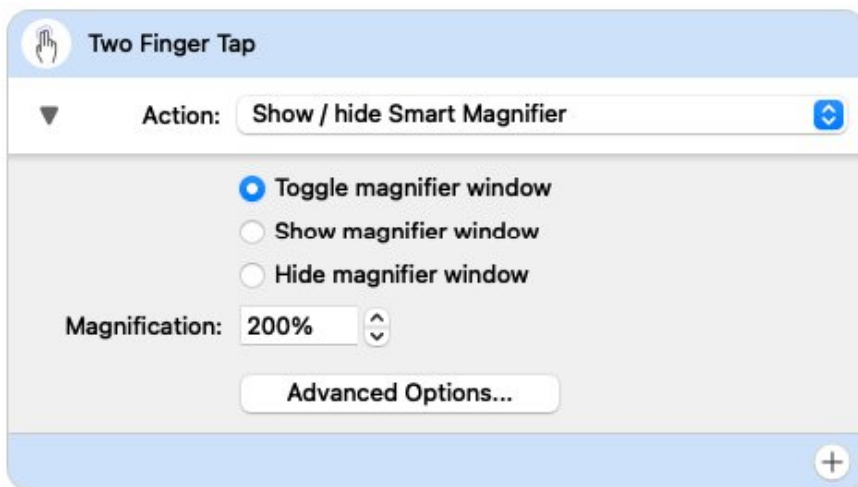 Two Finger Tap
Action: Show / hide Smart Magnifier
Toggle magnifier window
Show magnifier window
Hide magnifier window
Magnification: 200%
Advanced Options...